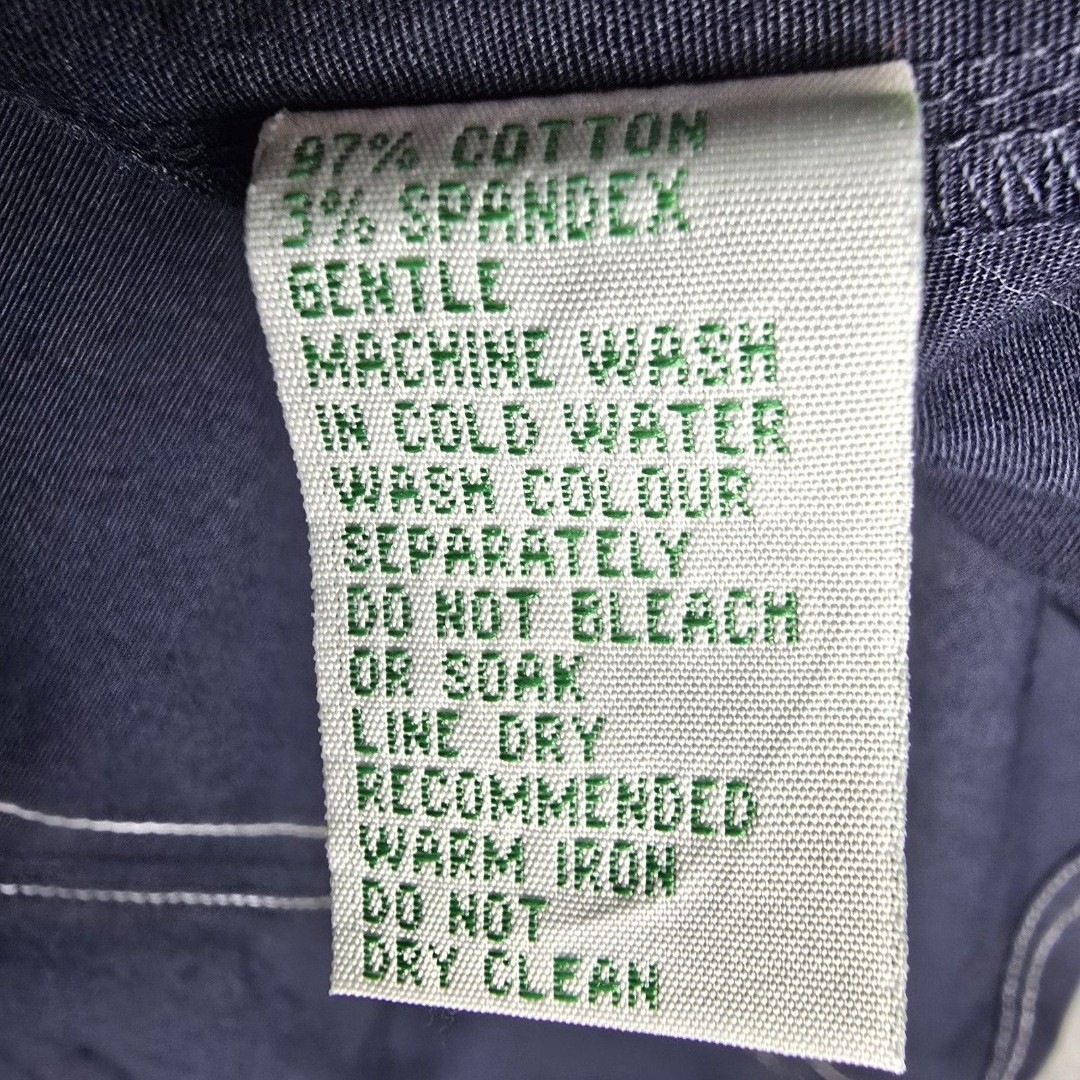 97% COTTON
3% SPANDEX
GENTLE
MACHINE WASH
IN COLD WATER
WASH COLOUR
SEPARATELY
DO NOT BLEACH
OR SOAK
LINE DRY
RECOMMENDED
WARM IRON
DO NOT
DRY CLEAN